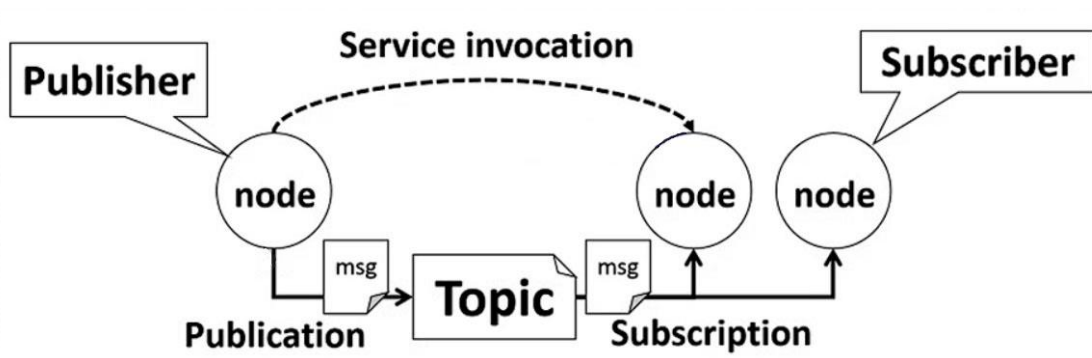 Service invocation
Publisher
Subscriber
node
node
node
msg
msg
Topic
Publication
Subscription